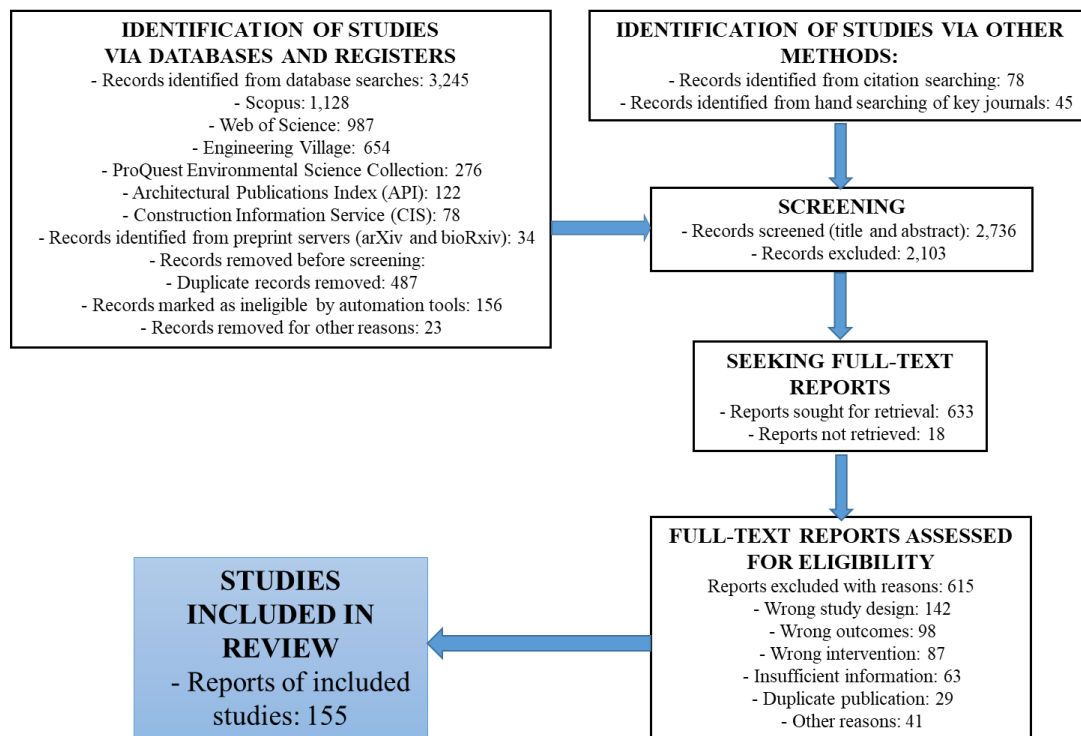 IDENTIFICATION OF STUDIES
VIA DATABASES AND REGISTERS
- Records identified from database searches: 3,245
- Scopus: 1,128
- Web of Science: 987
- Engineering Village: 654
- ProQuest Environmental Science Collection: 276
- Architectural Publications Index (API): 122
- Construction Information Service (CIS): 78
- Records identified from preprint servers (arXiv and bioRxiv): 34
- Records removed before screening:
- Duplicate records removed: 487
- Records marked as ineligible by automation tools: 156
- Records removed for other reasons: 23
IDENTIFICATION OF STUDIES VIA OTHER
METHODS:
- Records identified from citation searching: 78
- Records identified from hand searching of key journals: 45
SCREENING
- Records screened (title and abstract): 2,736
- Records excluded: 2,103
SEEKING FULL-TEXT
REPORTS
- Reports sought for retrieval: 633
- Reports not retrieved: 18
FULL-TEXT REPORTS ASSESSED
FOR ELIGIBILITY
Reports excluded with reasons: 615
- Wrong study design: 142
- Wrong outcomes: 98
- Wrong intervention: 87
- Insufficient information: 63
- Duplicate publication: 29
- Other reasons: 41
STUDIES
INCLUDED IN
REVIEW
- Reports of included
studies: 155